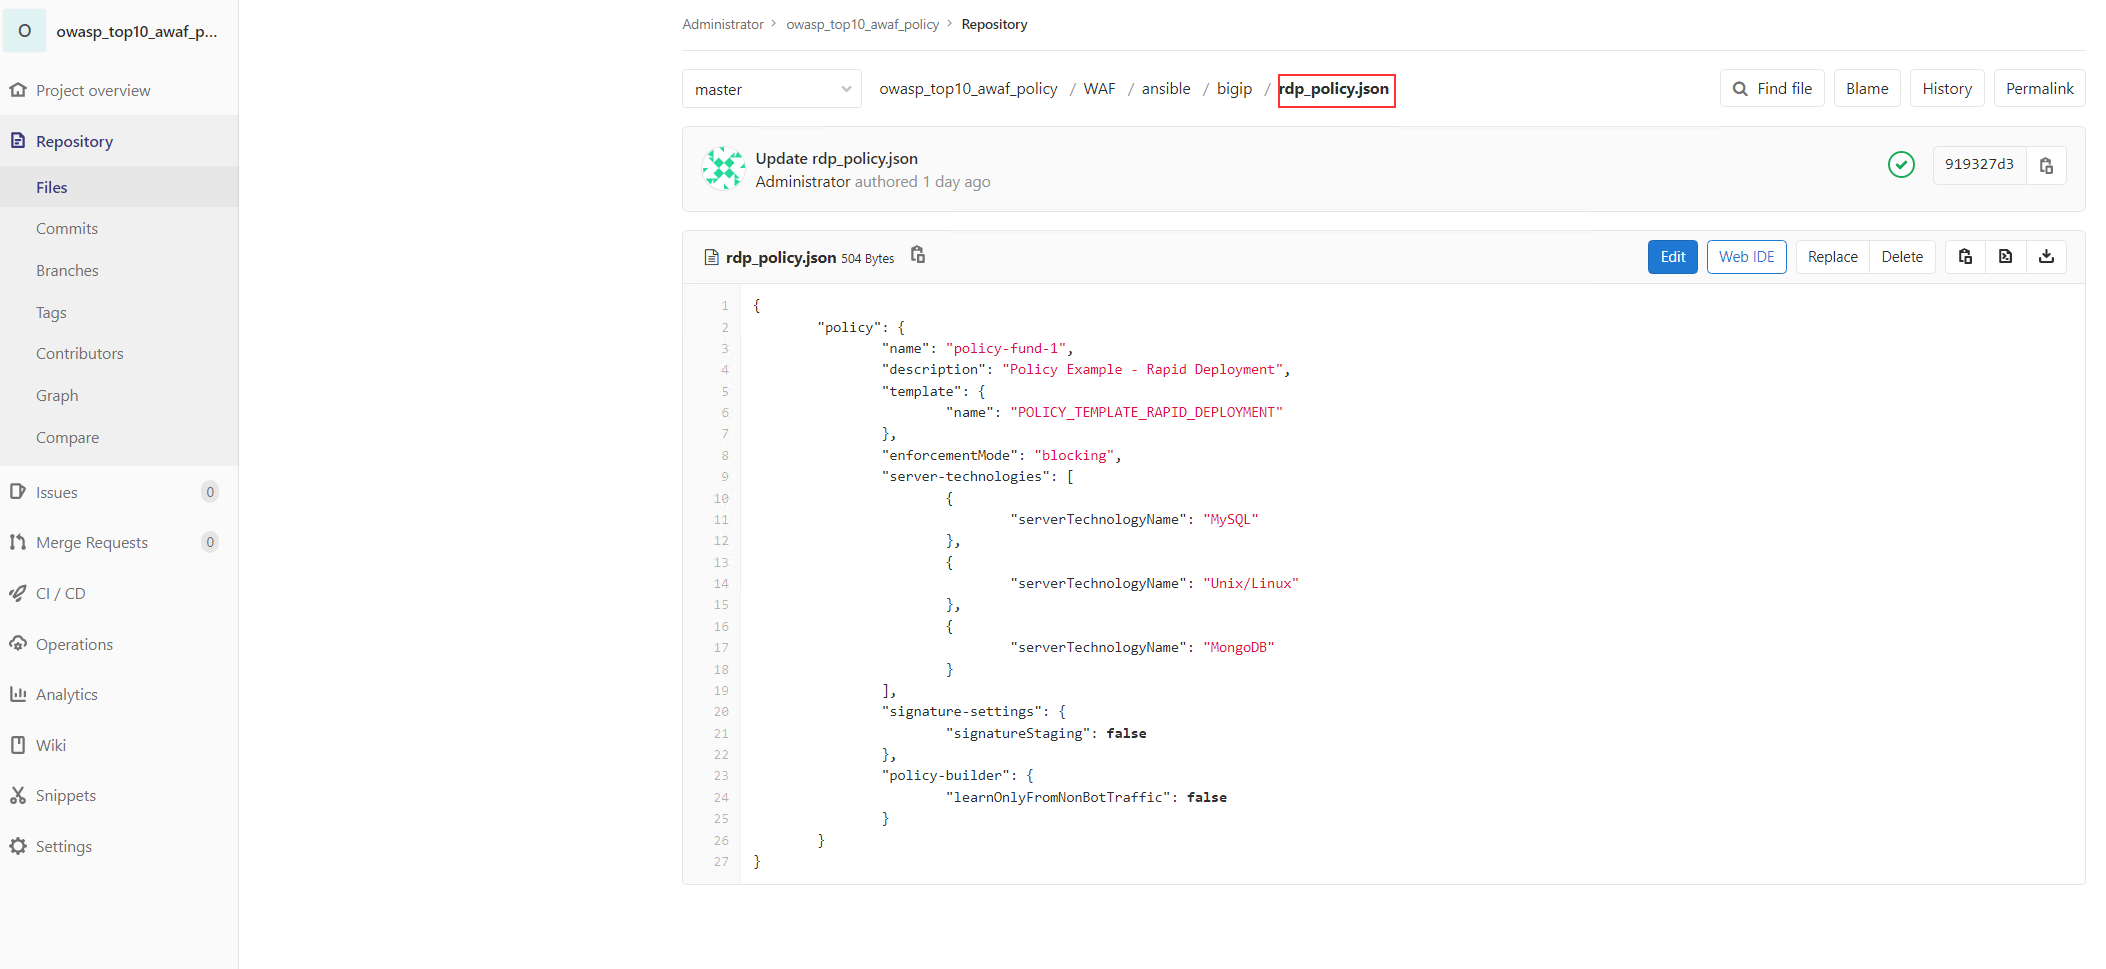 O owasp_top10_awaf_p...
Project overview
Repository
Files
Commits
Branches
Tags
Contributors
Graph
Compare
Issues 0
Merge Requests 0
CI / CD
Operations
Analytics
Wiki
Snippets
Settings
Administrator > owasp_top10_awaf_policy > Repository
master owasp_top10_awaf_policy / WAF / ansible / bigip / rdp_policy.json Find file Blame History Permalink
Update rdp_policy.json
Administrator authored 1 day ago
919327d3
rdp_policy.json 504 Bytes Edit Web IDE Replace Delete
1 {
2 "policy": {
3 "name": "policy-fund-1",
4 "description": "Policy Example - Rapid Deployment",
5 "template": {
6 "name": "POLICY_TEMPLATE_RAPID_DEPLOYMENT"
7 },
8 "enforcementMode": "blocking",
9 "server-technologies": [
10 {
11 "serverTechnologyName": "MySQL"
12 },
13 {
14 "serverTechnologyName": "Unix/Linux"
15 },
16 {
17 "serverTechnologyName": "MongoDB"
18 }
19 ],
20 "signature-settings": {
21 "signatureStaging": false
22 },
23 "policy-builder": {
24 "learnOnlyFromNonBotTraffic": false
25 }
26 }
27 }